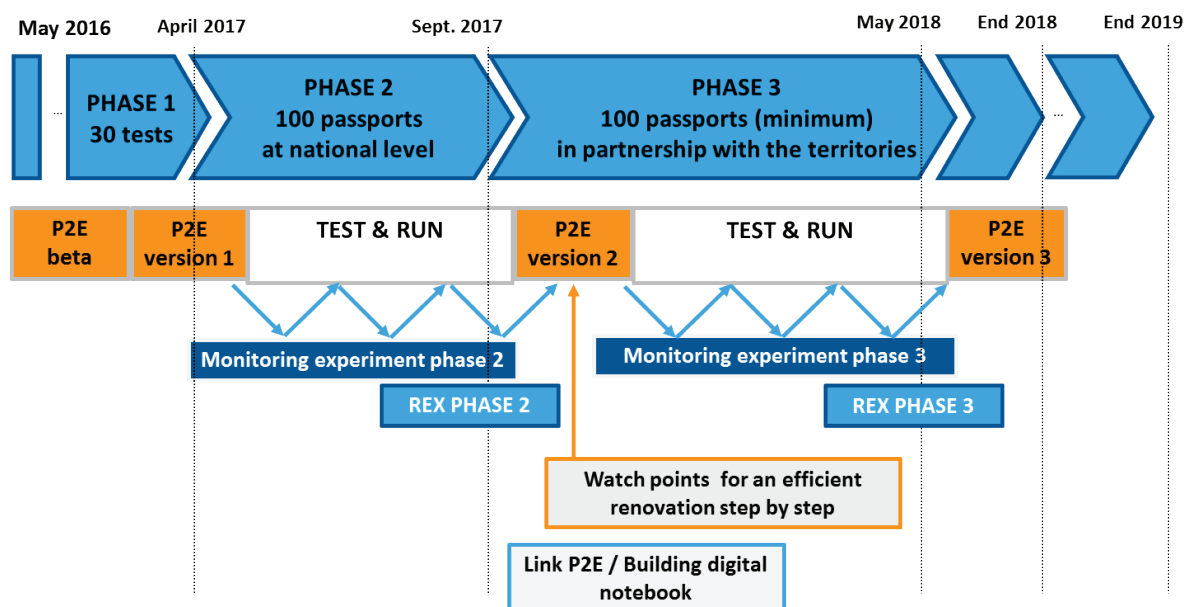 May 2016
April 2017
Sept. 2017
May 2018
End 2018
End 2019
...
PHASE 1
30 tests
PHASE 2
100 passports
at national level
PHASE 3
100 passports (minimum)
in partnership with the territories
...
P2E
beta
P2E
version 1
TEST & RUN
P2E
version 2
TEST & RUN
P2E
version 3
Monitoring experiment phase 2
Monitoring experiment phase 3
REX PHASE 2
REX PHASE 3
Watch points for an efficient
renovation step by step
Link P2E / Building digital
notebook